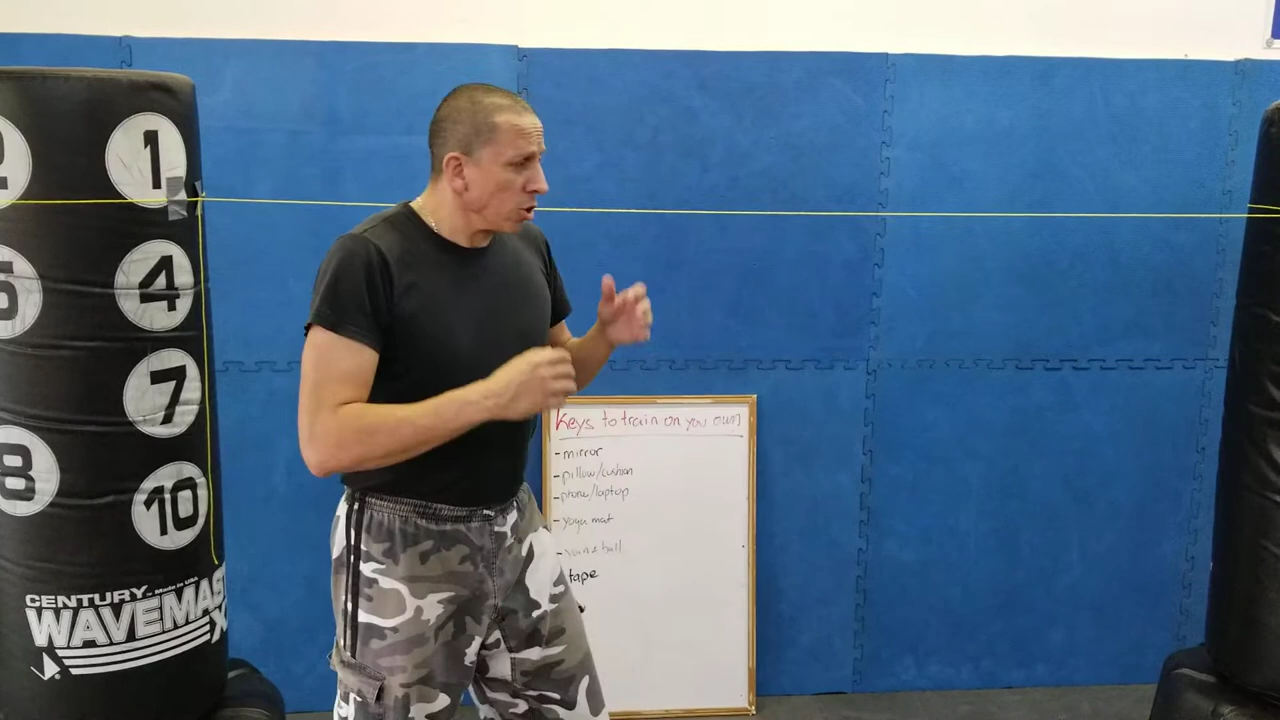 1
4
5
7
8
10
CENTURY Made in USA
WAVEMAS
Keys to train on you own
- mirror
- pillow/cushion
- phone/laptop
- yoga mat
ball
tape